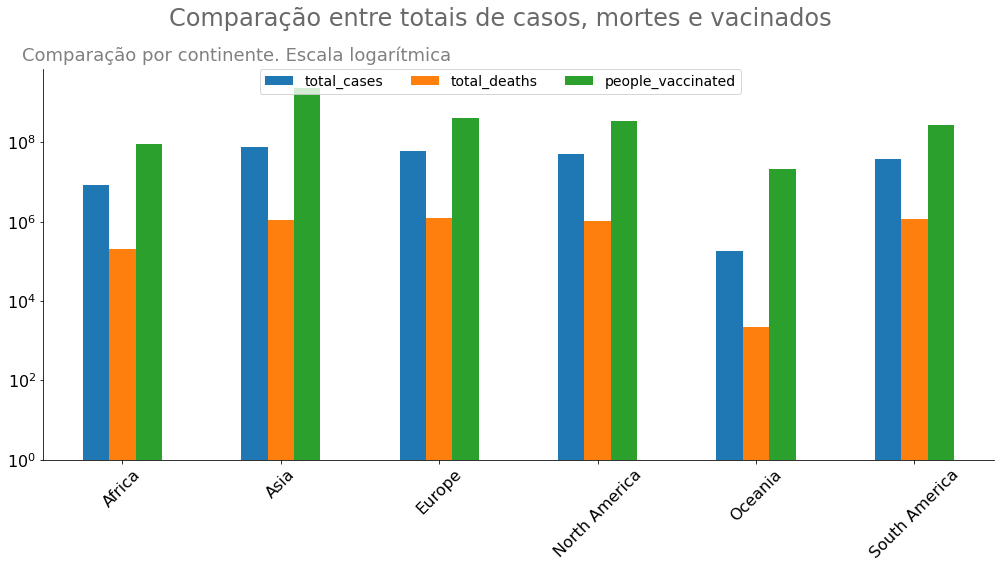 Comparação entre totais de casos, mortes e vacinados
Comparação por continente. Escala logarítmica
total_cases total_deaths people_vaccinated
10⁸
10⁶
10⁴
10²
10⁰
Africa Asia Europe North America Oceania South America